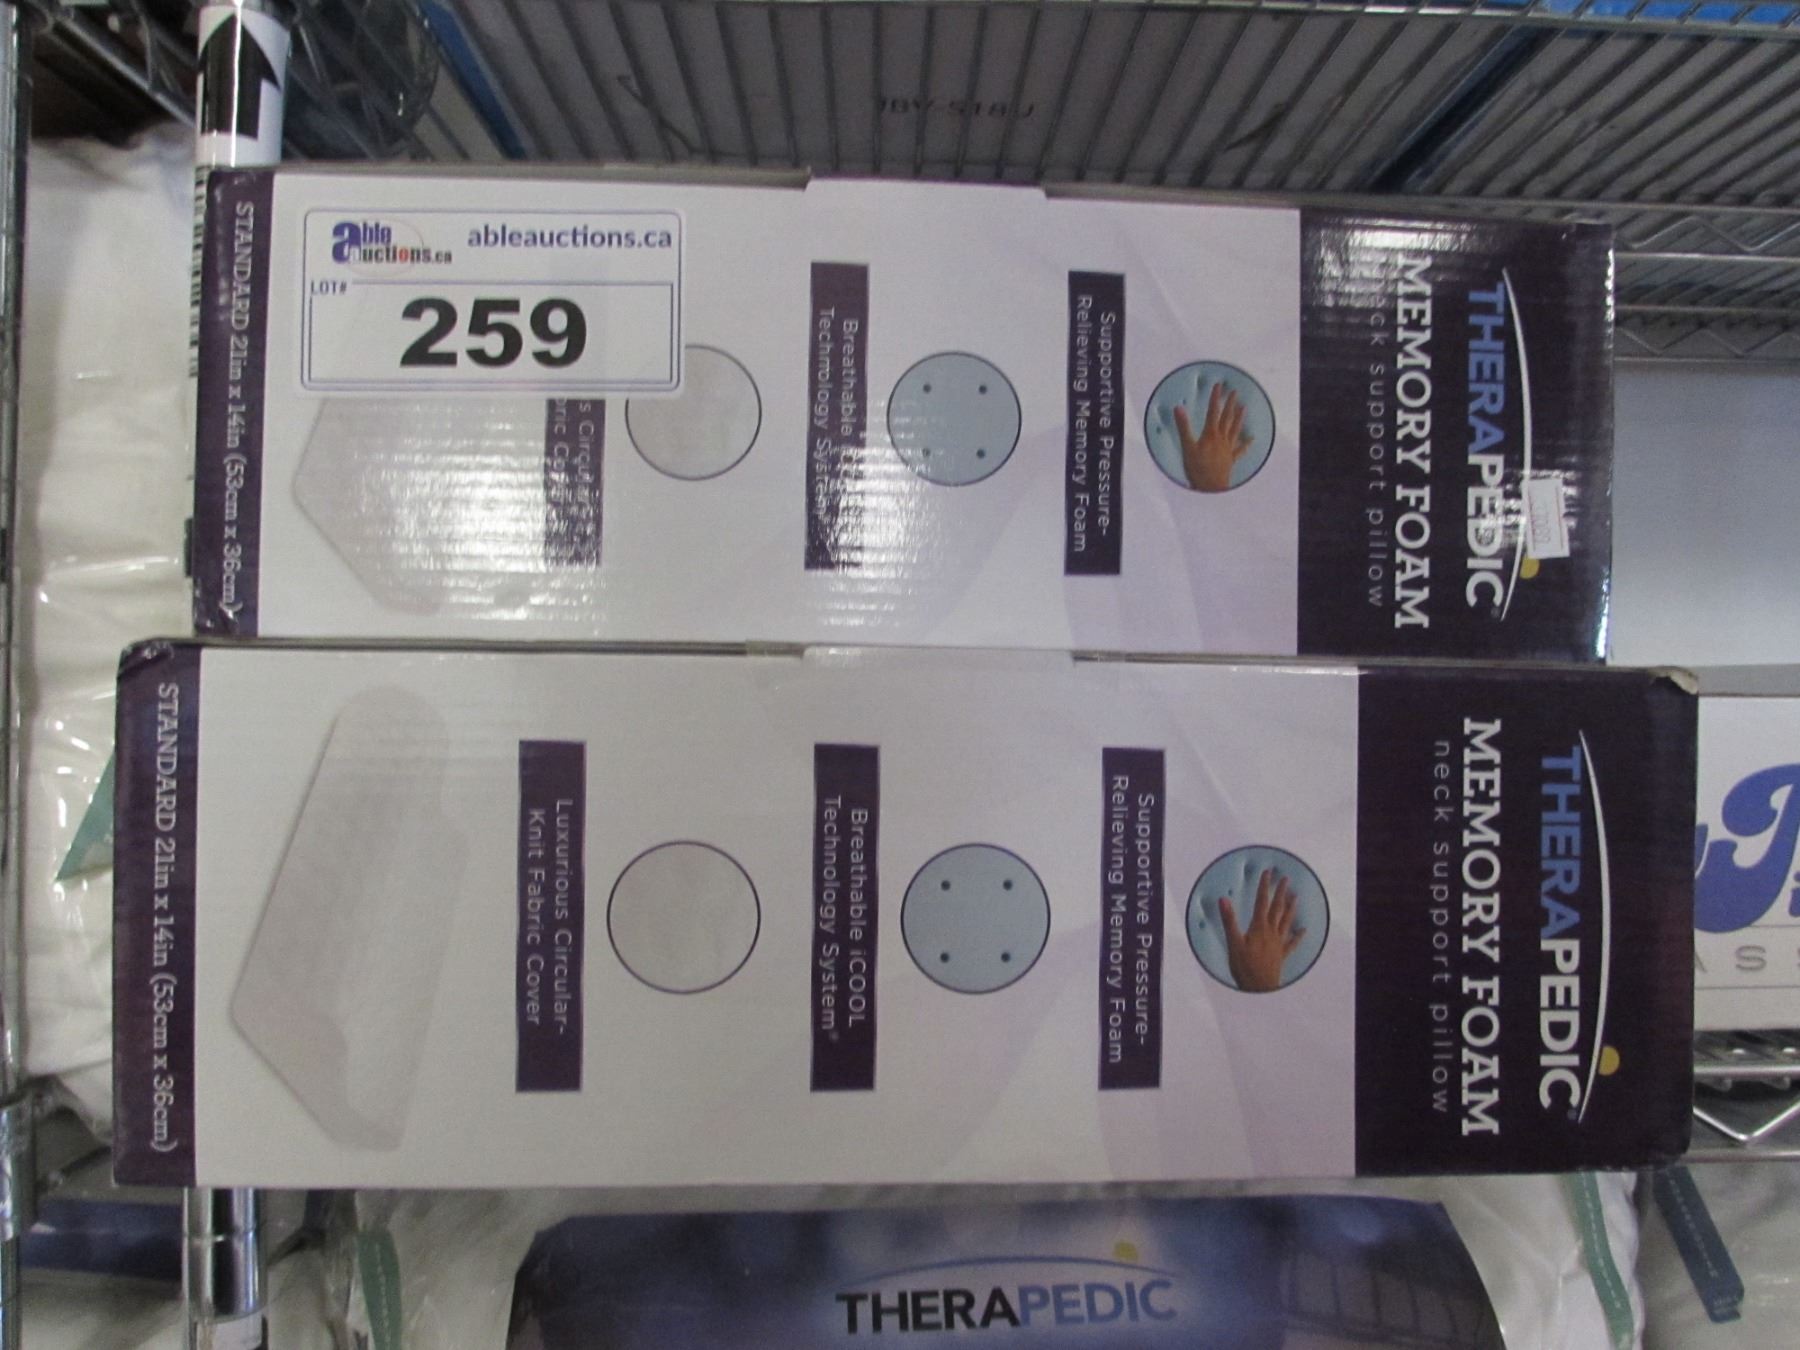 able
auctions.ca
ableauctions.ca
LOT#
259
THERAPEDIC®
MEMORY FOAM
neck support pillow
Supportive Pressure-
Relieving Memory Foam
Breathable
Technology System
STANDARD 21in x 14in (53cm x 36cm)
THERAPEDIC®
MEMORY FOAM
neck support pillow
Supportive Pressure-
Relieving Memory Foam
Breathable iCOOL
Technology System®
Luxurious Circular-
Knit Fabric Cover
STANDARD 21in x 14in (53cm x 36cm)
THERAPEDIC